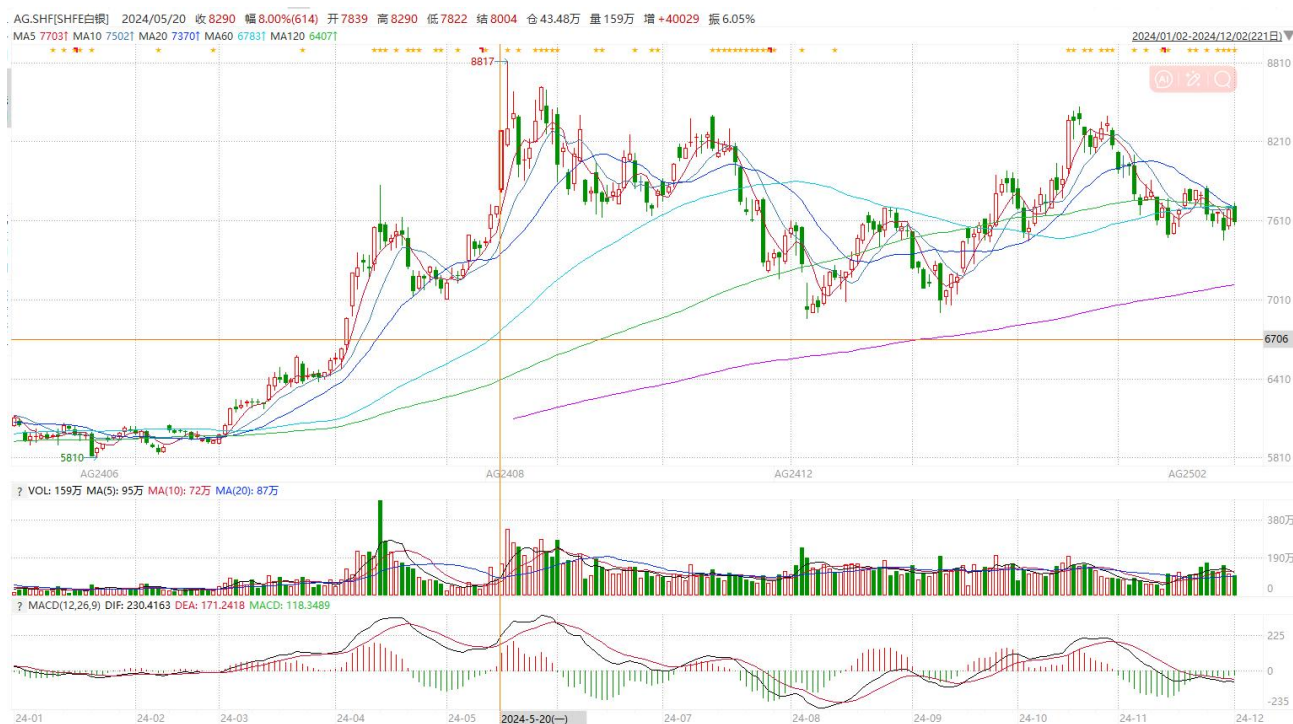 AG.SHF[SHFE白银] 2024/05/20 收 8290 幅 8.00%(614) 开 7839 高 8290 低 7822 结 8004 仓 43.48万 量 159万 增 +40029 振 6.05%
MA5 7703↑ MA10 7502↑ MA20 7370↑ MA60 6783↑ MA120 6407↑ 2024/01/02-2024/12/02(221日)▼
8817 8810
AI
8210
7610
7010
6706
6410
5810 5810
AG2406 AG2408 AG2412 AG2502
? VOL: 159万 MA(5): 95万 MA(10): 72万 MA(20): 87万
380万
190万
0
? MACD(12,26,9) DIF: 230.4163 DEA: 171.2418 MACD: 118.3489
225
0
-235
24-01 24-02 24-03 24-04 24-05 2024-5-20(一) 24-07 24-08 24-09 24-10 24-11 24-12